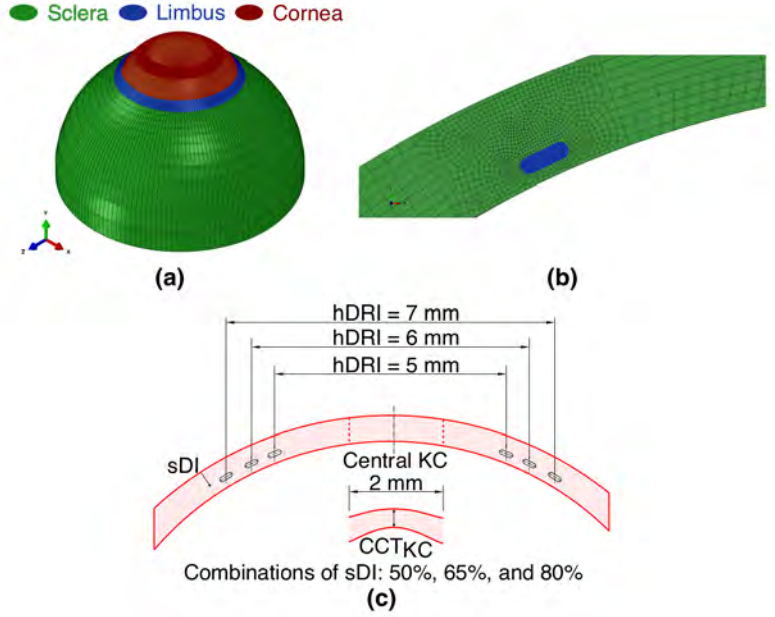 Sclera Limbus Cornea
Y
Z X
(a) (b)
hDRI = 7 mm
hDRI = 6 mm
hDRI = 5 mm
sDI
Central KC
2 mm
CCTKC
Combinations of sDI: 50%, 65%, and 80%
(c)